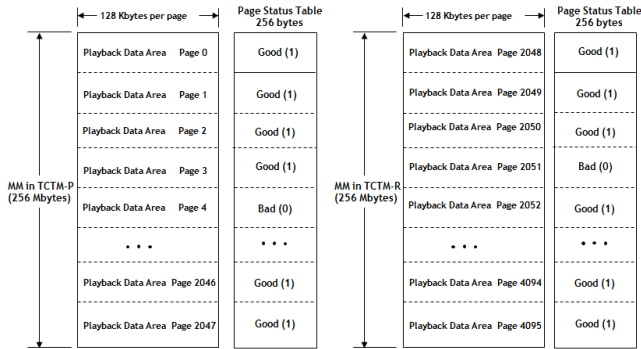 128 Kbytes per page
Page Status Table
256 bytes
Playback Data Area Page 0 Good (1)
Playback Data Area Page 1 Good (1)
Playback Data Area Page 2 Good (1)
Playback Data Area Page 3 Good (1)
MM in TCTM-P
(256 Mbytes)
Playback Data Area Page 4 Bad (0)
• • • • • •
Playback Data Area Page 2046 Good (1)
Playback Data Area Page 2047 Good (1)
128 Kbytes per page
Page Status Table
256 bytes
Playback Data Area Page 2048 Good (1)
Playback Data Area Page 2049 Good (1)
Playback Data Area Page 2050 Good (1)
Playback Data Area Page 2051 Bad (0)
MM in TCTM-R
(256 Mbytes)
Playback Data Area Page 2052 Good (1)
• • • • • •
Playback Data Area Page 4094 Good (1)
Playback Data Area Page 4095 Good (1)